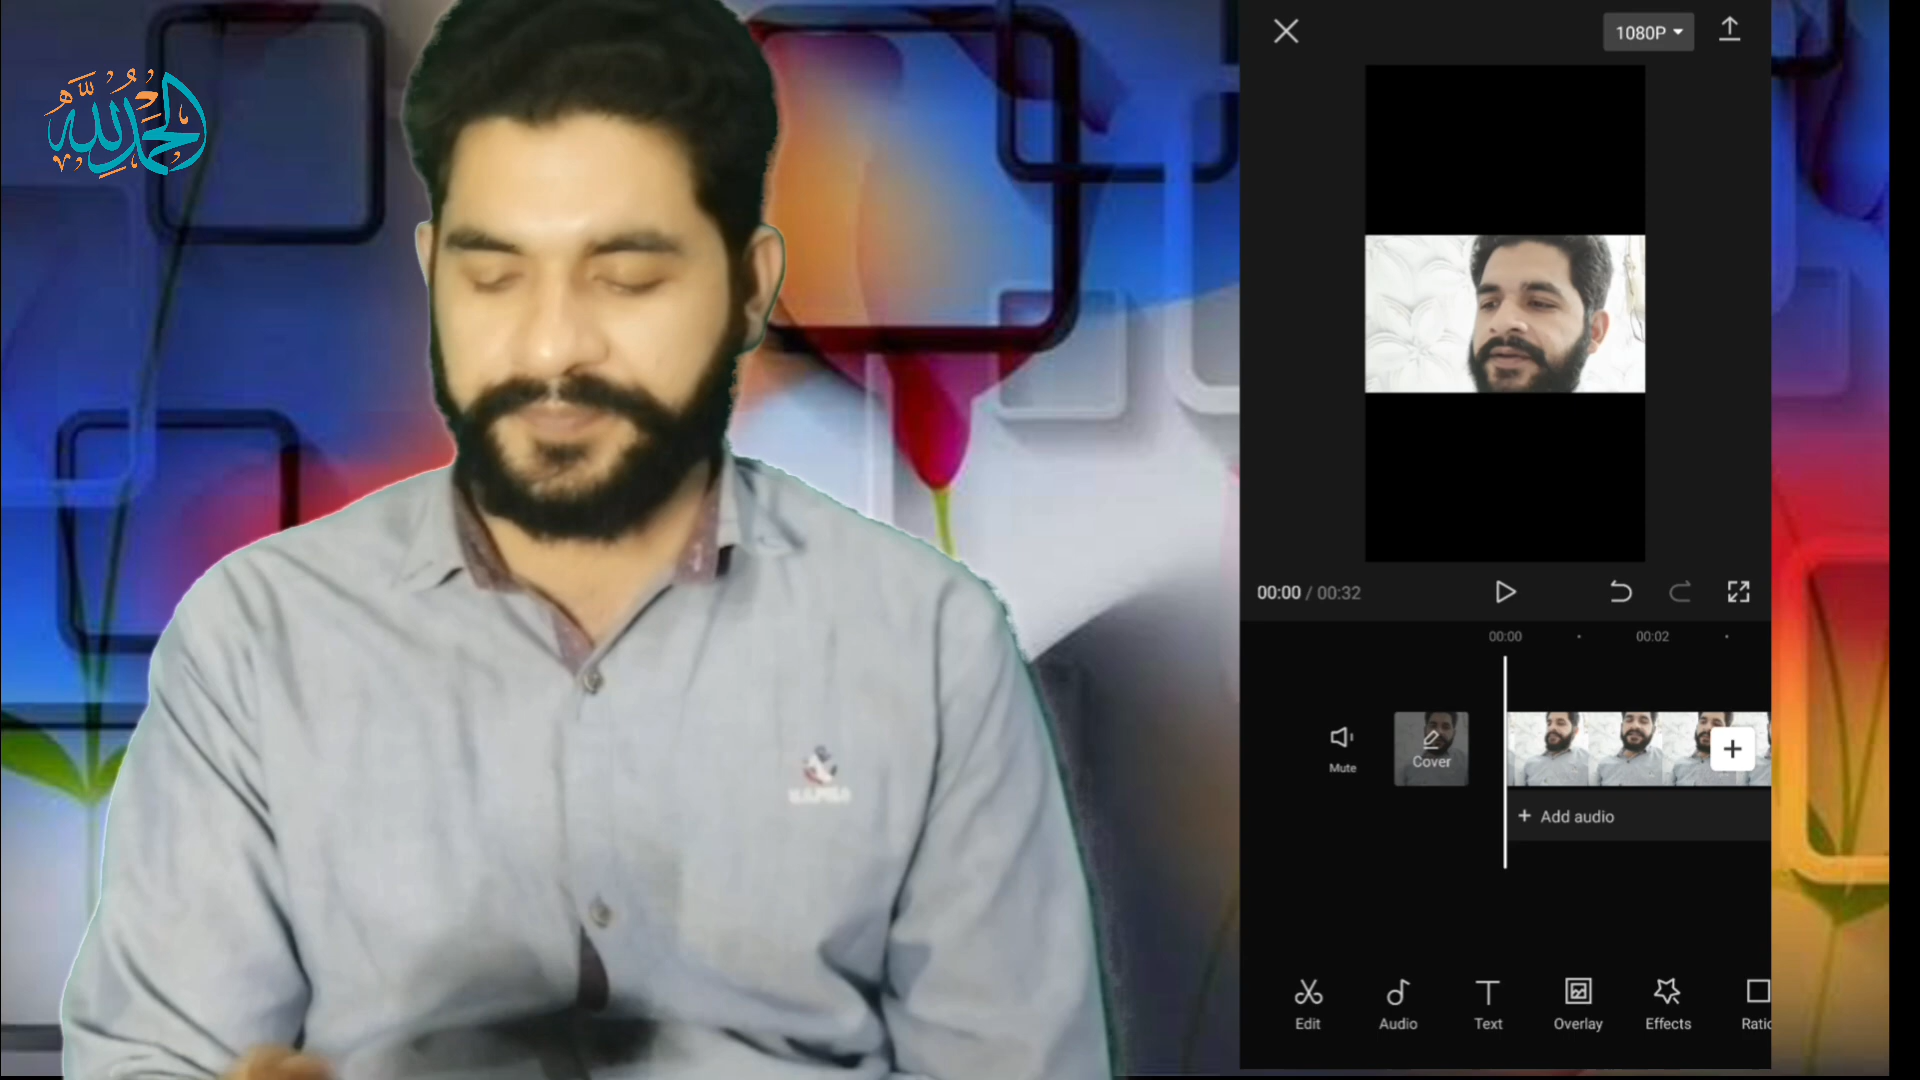 الحمد لله
1080P
00:00 / 00:32
00:00
00:02
Mute
Cover
+ Add audio
Edit
Audio
Text
Overlay
Effects
Ratio